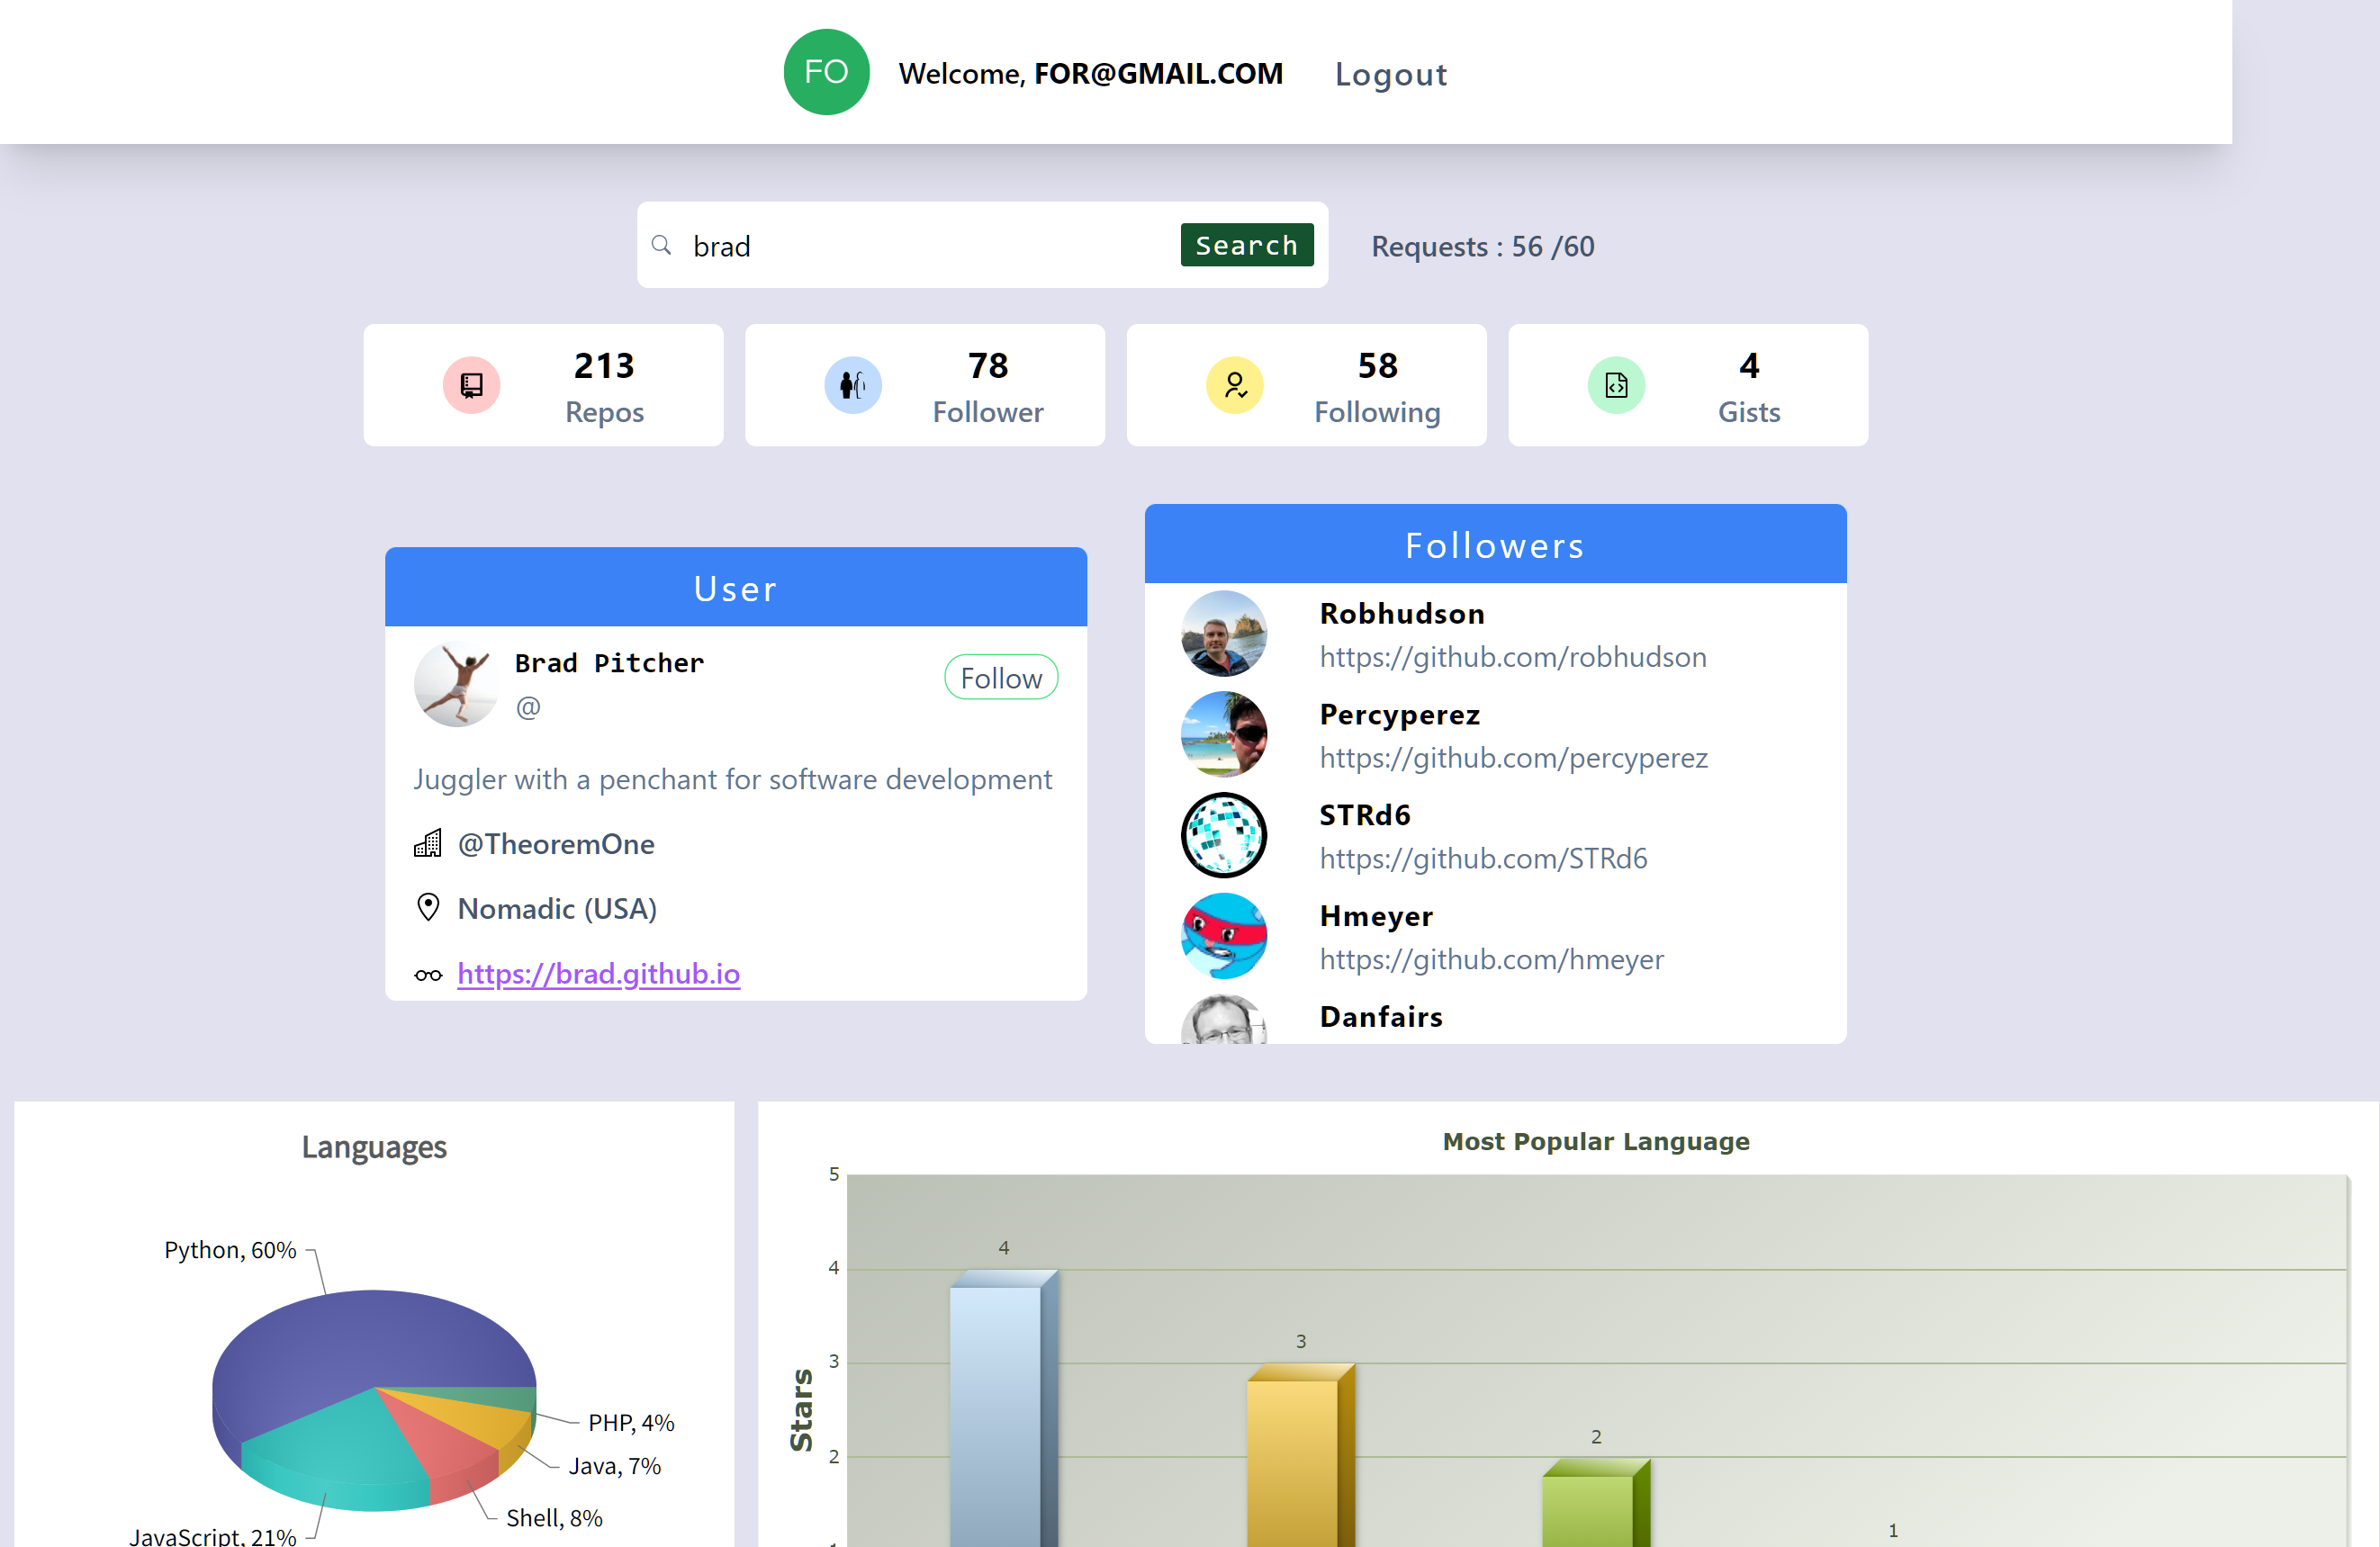 FO
Welcome, FOR@GMAIL.COM
Logout
brad
Search
Requests : 56 /60
213
Repos
78
Follower
58
Following
4
Gists
User
Brad Pitcher
@
Follow
Juggler with a penchant for software development
@TheoremOne
Nomadic (USA)
https://brad.github.io
Followers
Robhudson
https://github.com/robhudson
Percyperez
https://github.com/percyperez
STRd6
https://github.com/STRd6
Hmeyer
https://github.com/hmeyer
Danfairs
Languages
Python, 60%
PHP, 4%
Java, 7%
Shell, 8%
JavaScript, 21%
Most Popular Language
Stars
5
4
3
2
4
3
2
1